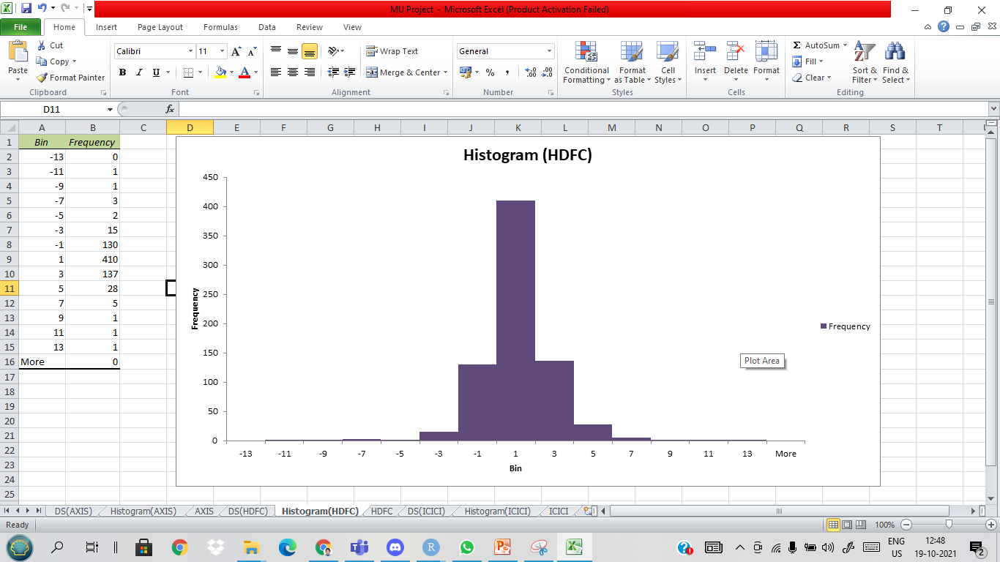 MU Project - Microsoft Excel (Product Activation Failed)
File Home Insert Page Layout Formulas Data Review View
Paste
Cut
Copy
Format Painter
Clipboard
Calibri 11
B I U
Font
Wrap Text
Merge & Center
Alignment
General
% ,
Number
Conditional Formatting
Format as Table
Cell Styles
Styles
Insert Delete Format
Cells
Σ AutoSum
Fill
Clear
Sort & Filter
Find & Select
Editing
D11 fx
A B C D E F G H I J K L M N O P Q R S T
1 Bin Frequency
2 -13 0
3 -11 1
4 -9 1
5 -7 3
6 -5 2
7 -3 15
8 -1 130
9 1 410
10 3 137
11 5 28
12 7 5
13 9 1
14 11 1
15 13 1
16 More 0
17
18
19
20
21
22
23
24
25
Histogram (HDFC)
450
400
350
300
250
200
150
100
50
0
Frequency
-13 -11 -9 -7 -5 -3 -1 1 3 5 7 9 11 13 More
Bin
Frequency
Plot Area
DS(AXIS) Histogram(AXIS) AXIS DS(HDFC) Histogram(HDFC) HDFC DS(ICICI) Histogram(ICICI) ICICI
Ready 100%
ENG
US
12:48
19-10-2021
2